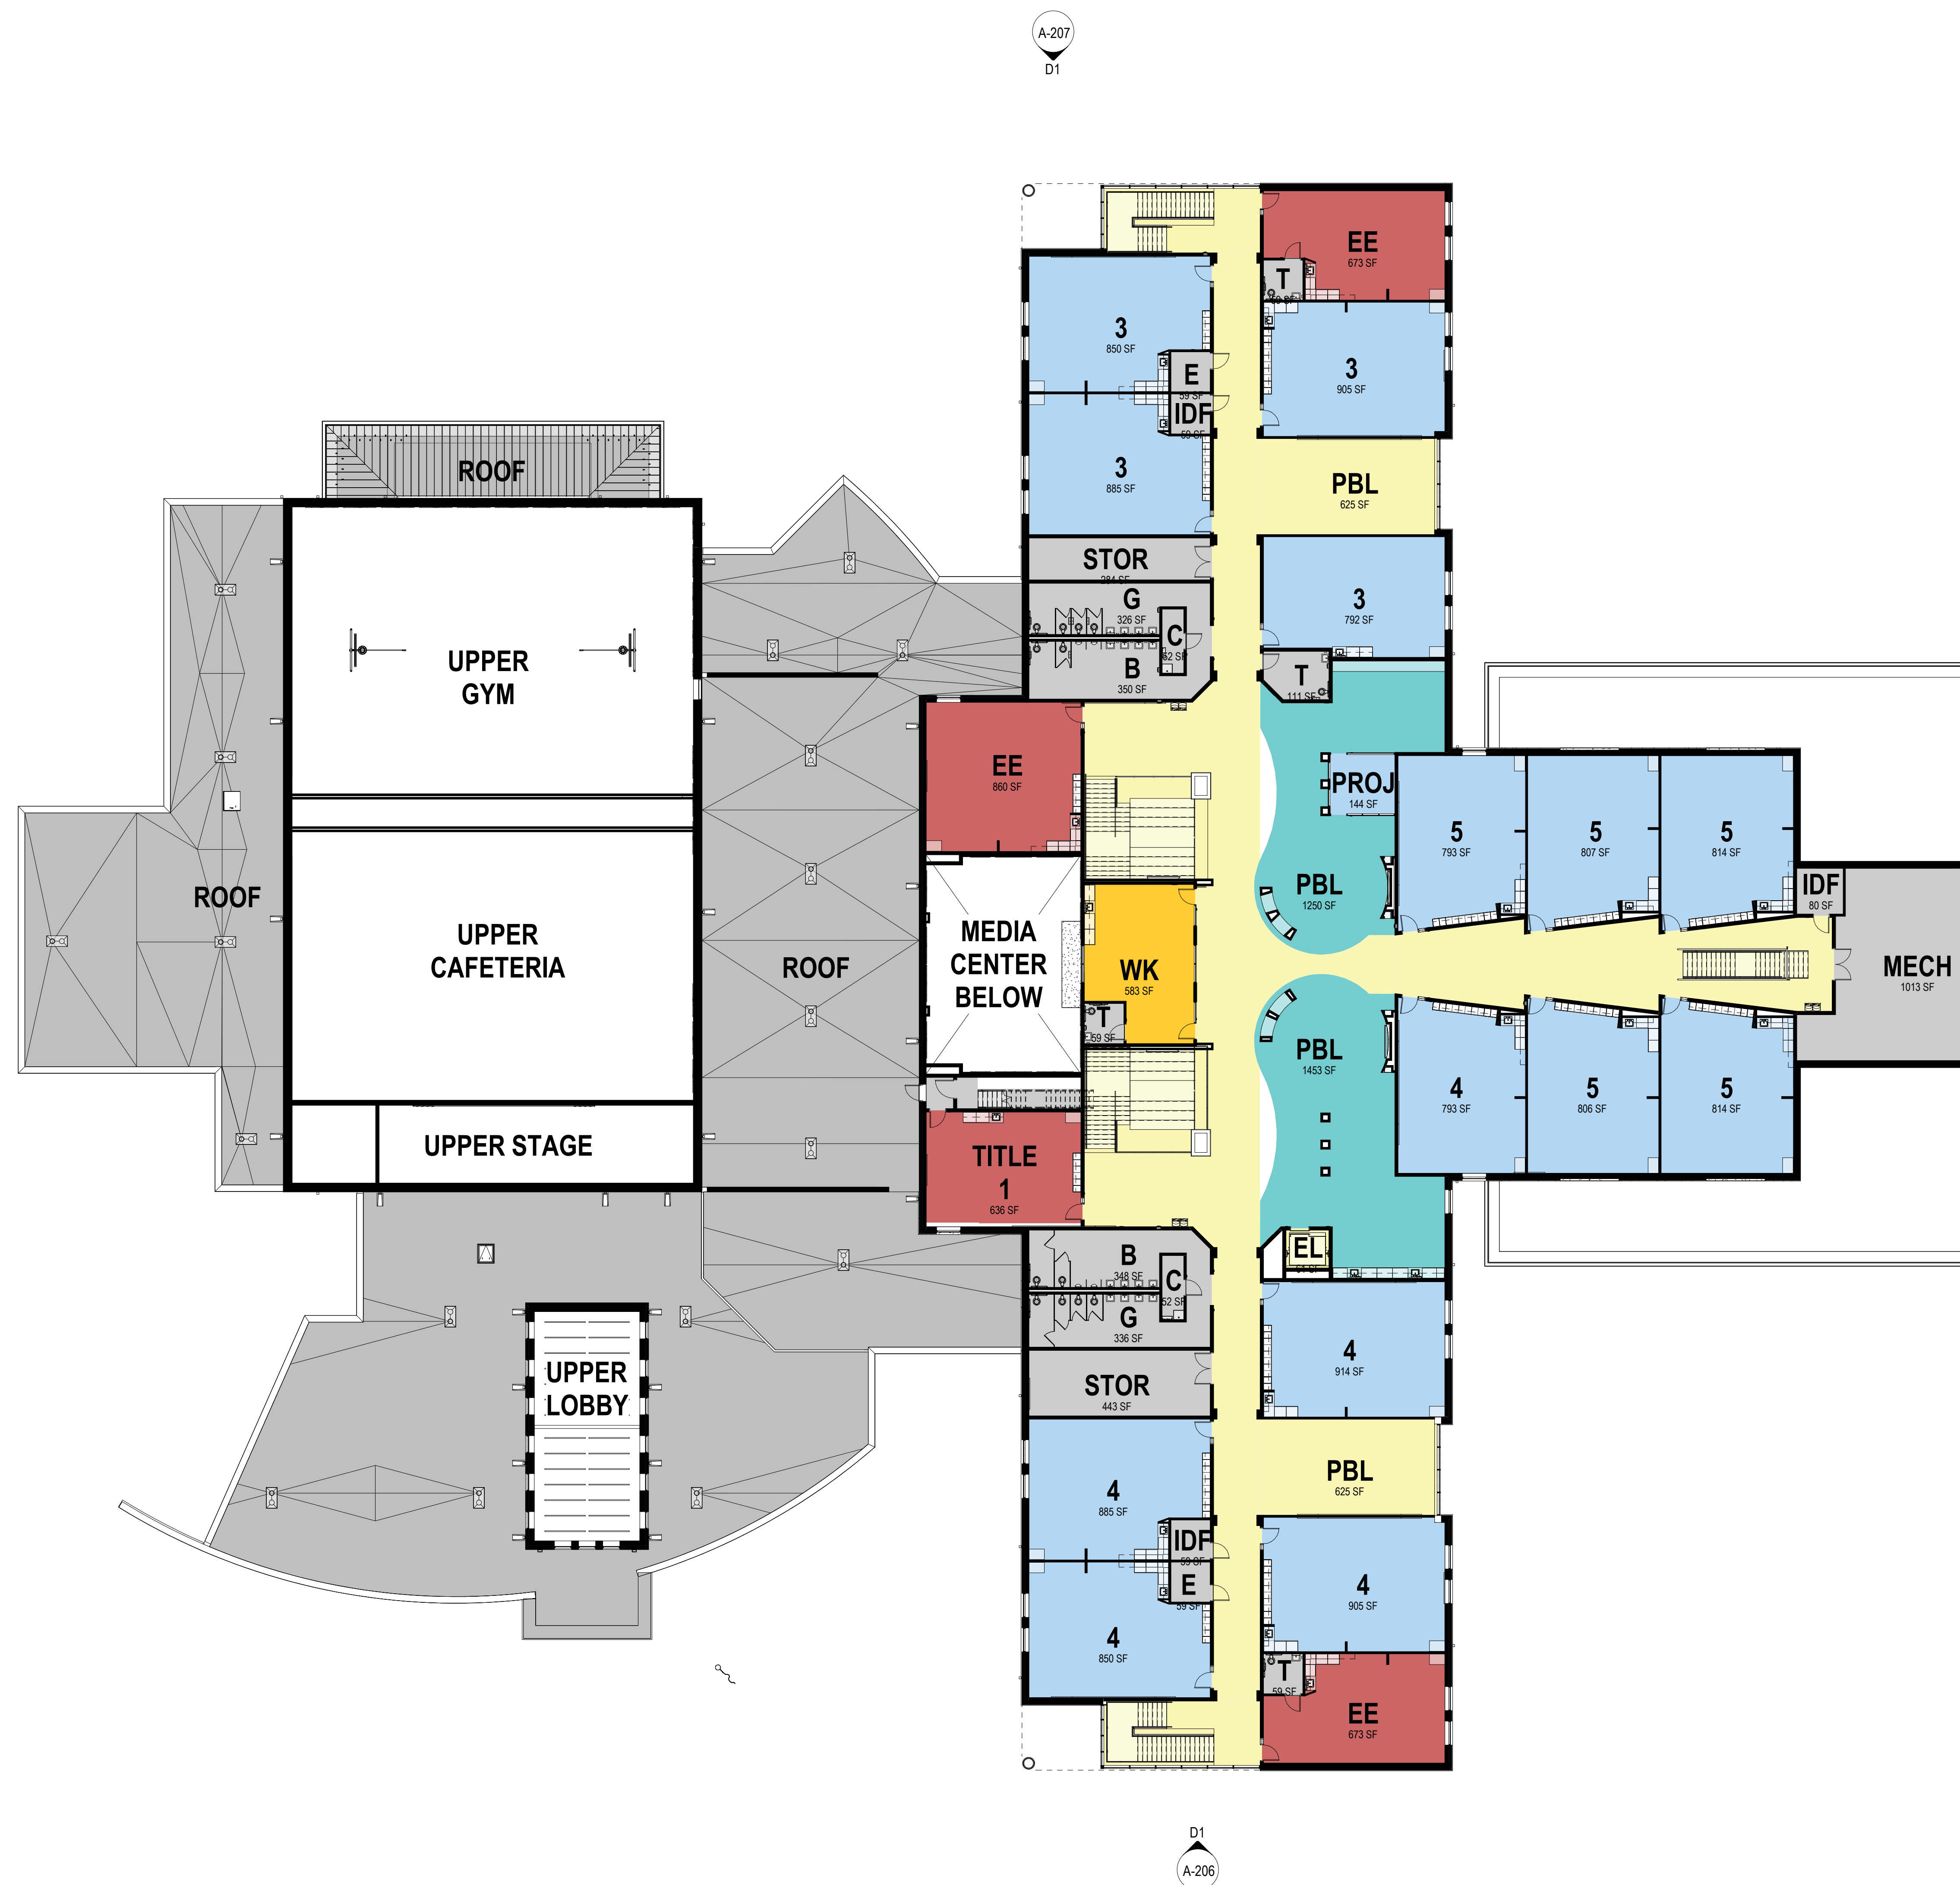 A-207
D1
EE
673 SF
T
59 SF
3
850 SF
3
905 SF
E
59 SF
IDF
59 SF
3
885 SF
PBL
625 SF
ROOF
STOR
284 SF
G
326 SF
3
792 SF
C
52 SF
B
350 SF
T
111 SF
UPPER
GYM
EE
860 SF
PROJ
144 SF
5
793 SF
5
807 SF
5
814 SF
PBL
1250 SF
IDF
80 SF
ROOF
UPPER
CAFETERIA
ROOF
MEDIA
CENTER
BELOW
WK
583 SF
MECH
1013 SF
T
59 SF
PBL
1453 SF
4
793 SF
5
806 SF
5
814 SF
UPPER STAGE
TITLE
1
636 SF
B
348 SF
EL
C
52 SF
G
336 SF
4
914 SF
UPPER
LOBBY
STOR
443 SF
4
885 SF
PBL
625 SF
IDF
59 SF
E
59 SF
4
905 SF
4
850 SF
T
59 SF
EE
673 SF
D1
A-206